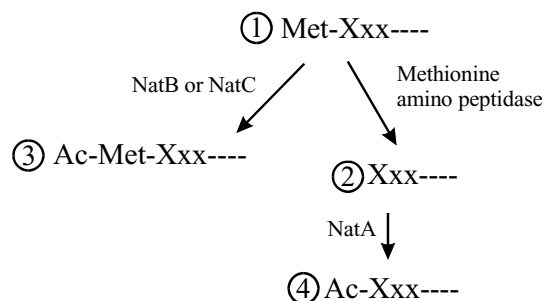 ① Met-Xxx----
NatB or NatC
Methionine
amino peptidase
③ Ac-Met-Xxx----
② Xxx----
NatA
④ Ac-Xxx----